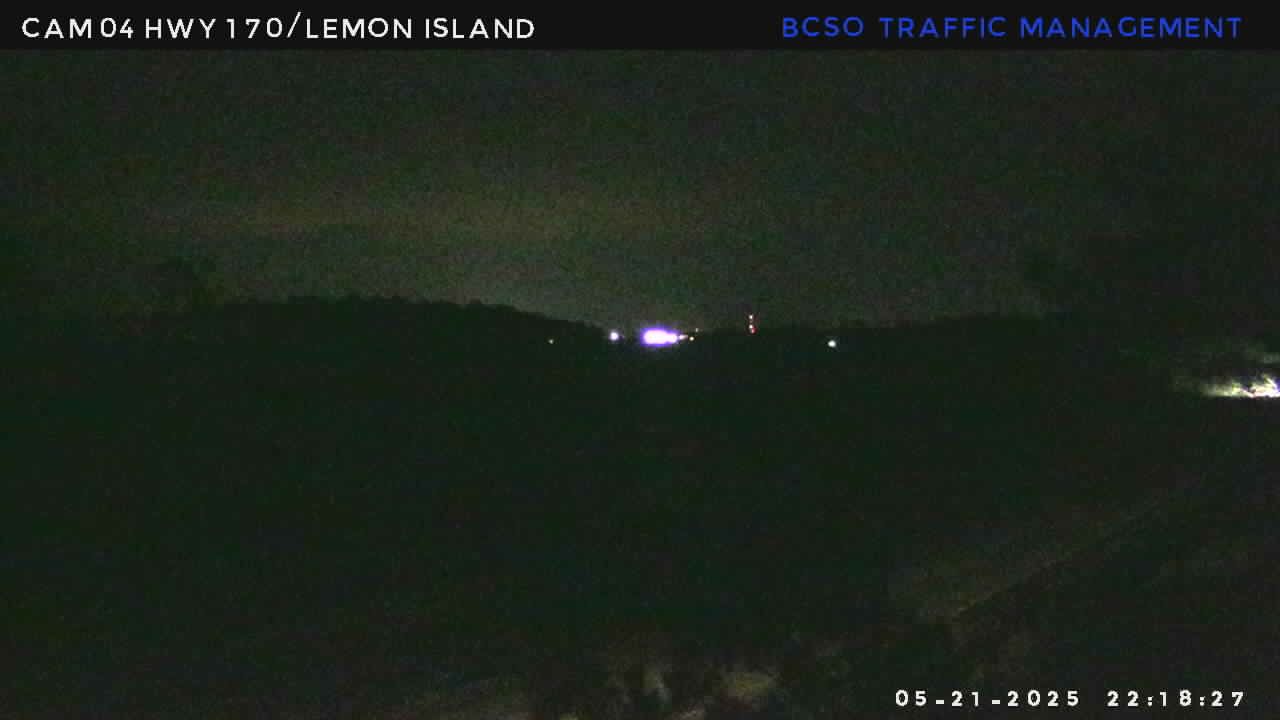 CAM04 HWY 170/LEMON ISLAND
BCSO TRAFFIC MANAGEMENT
05-21-2025 22:18:27